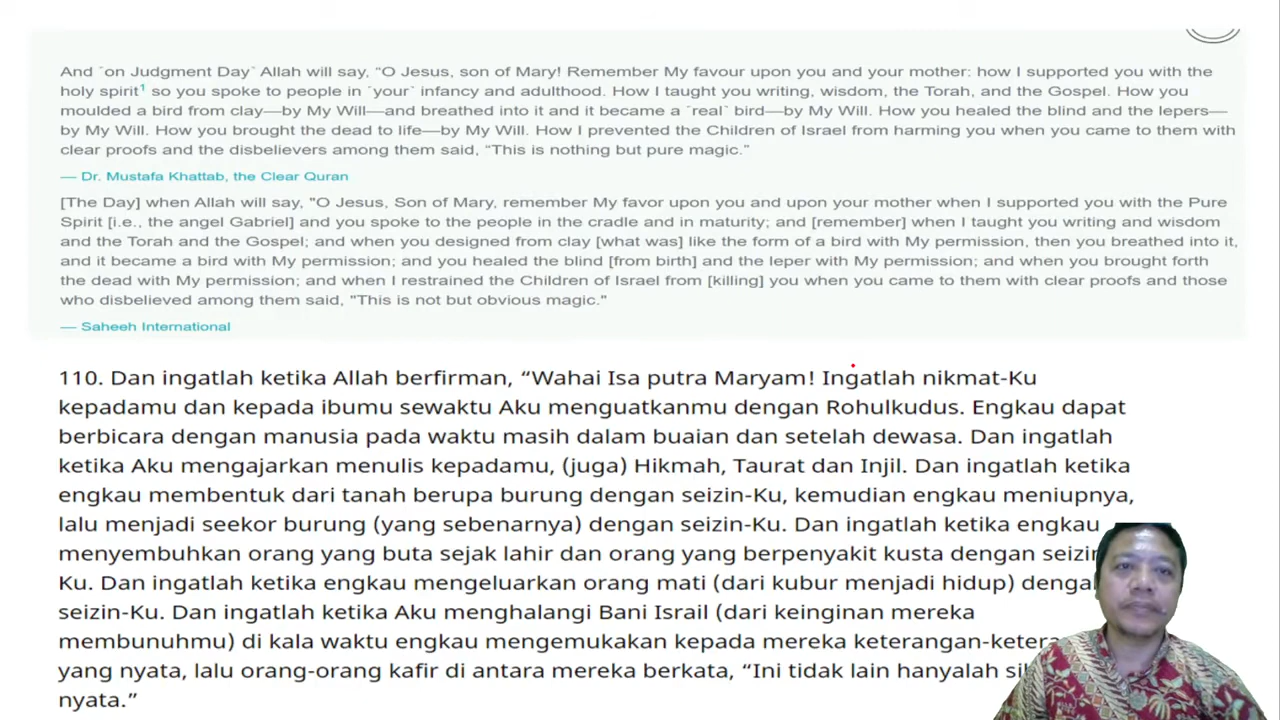 And ˹on Judgment Day˺ Allah will say, “O Jesus, son of Mary! Remember My favour upon you and your mother: how I supported you with the
holy spirit¹ so you spoke to people in ˹your˺ infancy and adulthood. How I taught you writing, wisdom, the Torah, and the Gospel. How you
moulded a bird from clay—by My Will—and breathed into it and it became a ˹real˺ bird—by My Will. How you healed the blind and the lepers—
by My Will. How you brought the dead to life—by My Will. How I prevented the Children of Israel from harming you when you came to them with
clear proofs and the disbelievers among them said, “This is nothing but pure magic.”
— Dr. Mustafa Khattab, the Clear Quran
[The Day] when Allah will say, "O Jesus, Son of Mary, remember My favor upon you and upon your mother when I supported you with the Pure
Spirit [i.e., the angel Gabriel] and you spoke to the people in the cradle and in maturity; and [remember] when I taught you writing and wisdom
and the Torah and the Gospel; and when you designed from clay [what was] like the form of a bird with My permission, then you breathed into it,
and it became a bird with My permission; and you healed the blind [from birth] and the leper with My permission; and when you brought forth
the dead with My permission; and when I restrained the Children of Israel from [killing] you when you came to them with clear proofs and those
who disbelieved among them said, "This is not but obvious magic."
— Saheeh International
110. Dan ingatlah ketika Allah berfirman, “Wahai Isa putra Maryam! Ingatlah nikmat-Ku
kepadamu dan kepada ibumu sewaktu Aku menguatkanmu dengan Rohulkudus. Engkau dapat
berbicara dengan manusia pada waktu masih dalam buaian dan setelah dewasa. Dan ingatlah
ketika Aku mengajarkan menulis kepadamu, (juga) Hikmah, Taurat dan Injil. Dan ingatlah ketika
engkau membentuk dari tanah berupa burung dengan seizin-Ku, kemudian engkau meniupnya,
lalu menjadi seekor burung (yang sebenarnya) dengan seizin-Ku. Dan ingatlah ketika engkau
menyembuhkan orang yang buta sejak lahir dan orang yang berpenyakit kusta dengan
Ku. Dan ingatlah ketika engkau mengeluarkan orang mati (dari kubur menjadi hidup)
seizin-Ku. Dan ingatlah ketika Aku menghalangi Bani Israil (dari keinginan mereka
membunuhmu) di kala waktu engkau mengemukakan kepada mereka
yang nyata, lalu orang-orang kafir di antara mereka berkata, “Ini tidak lain hanyalah
nyata.”